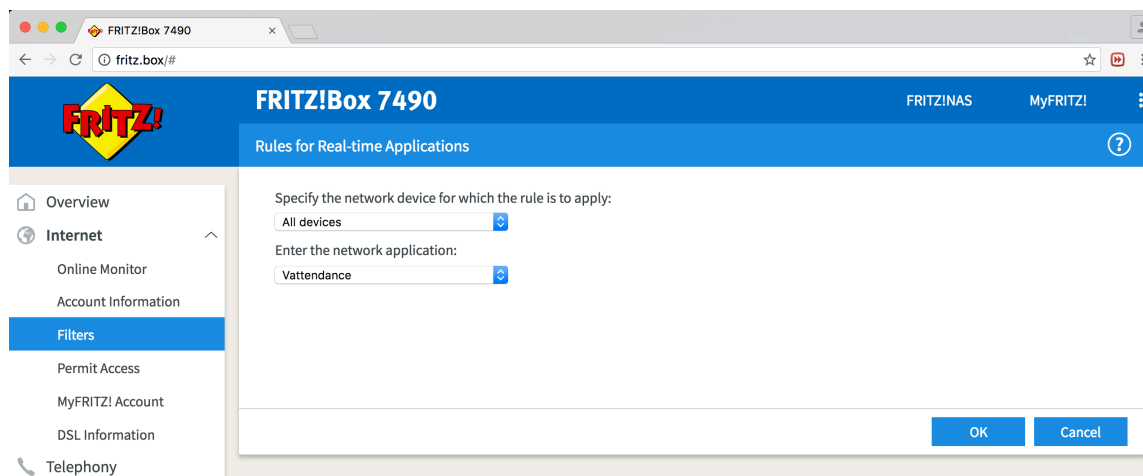 FRITZ!Box 7490
fritz.box/#
FRITZ!
FRITZ!Box 7490
FRITZ!NAS
MyFRITZ!
Rules for Real-time Applications
?
Overview
Internet
Online Monitor
Account Information
Filters
Permit Access
MyFRITZ! Account
DSL Information
Telephony
Specify the network device for which the rule is to apply:
All devices
Enter the network application:
Vattendance
OK
Cancel